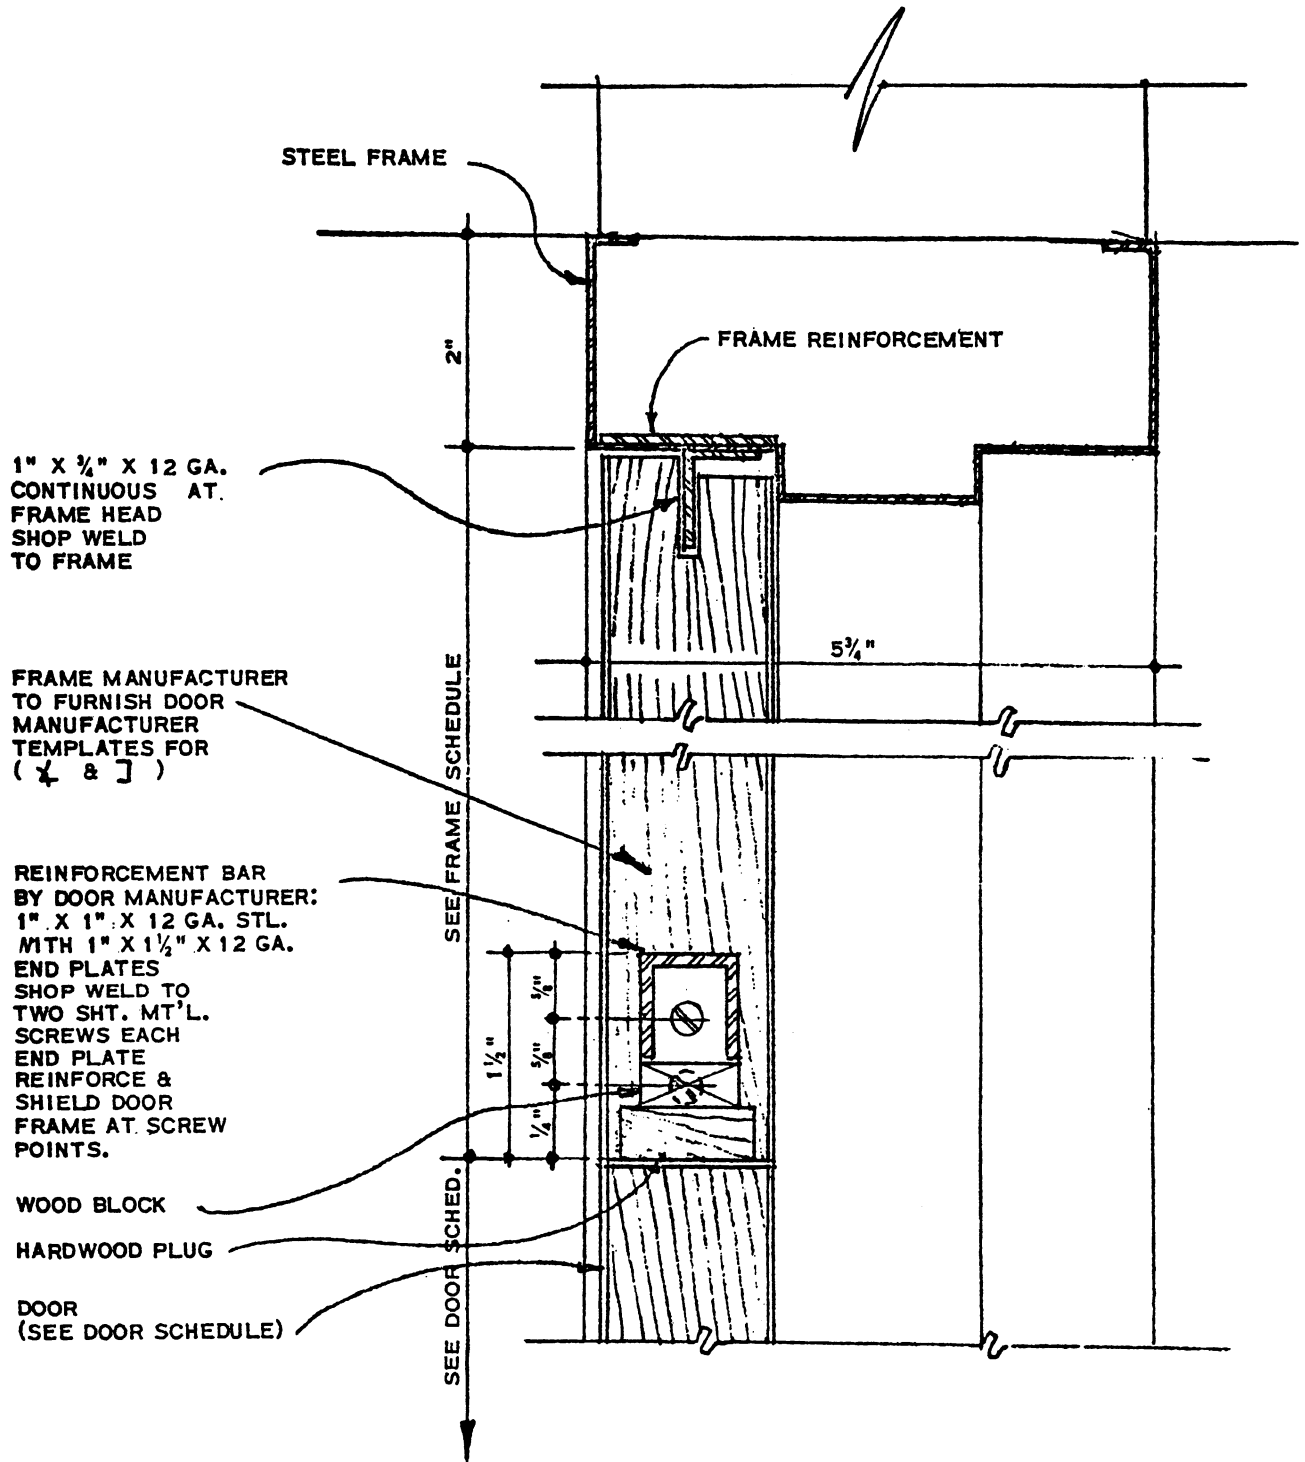 STEEL FRAME
FRAME REINFORCEMENT
2"
1" X ¾" X 12 GA.
CONTINUOUS AT.
FRAME HEAD
SHOP WELD
TO FRAME
5¾"
FRAME MANUFACTURER
TO FURNISH DOOR
MANUFACTURER
TEMPLATES FOR
( & )
SEE FRAME SCHEDULE
REINFORCEMENT BAR
BY DOOR MANUFACTURER:
1" X 1" X 12 GA. STL.
WITH 1" X 1½" X 12 GA.
END PLATES
SHOP WELD TO
TWO SHT. MT'L.
SCREWS EACH
END PLATE
REINFORCE &
SHIELD DOOR
FRAME AT SCREW
POINTS.
1½"
5/8"
5/8"
1/4"
WOOD BLOCK
HARDWOOD PLUG
DOOR
(SEE DOOR SCHEDULE)
SEE DOOR SCHED.